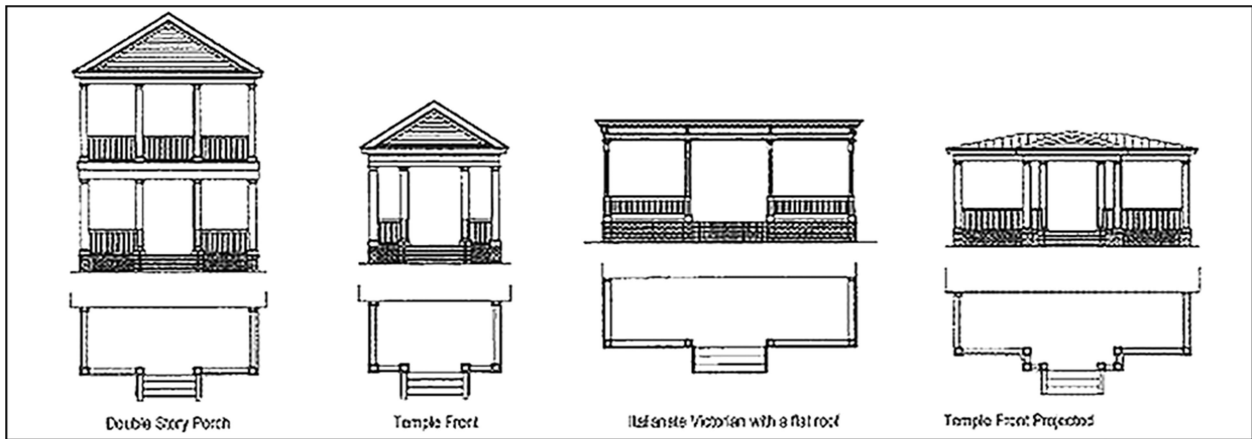 Double Story Porch
Temple Front
Italianate Victorian with a flat roof
Temple Front Projected